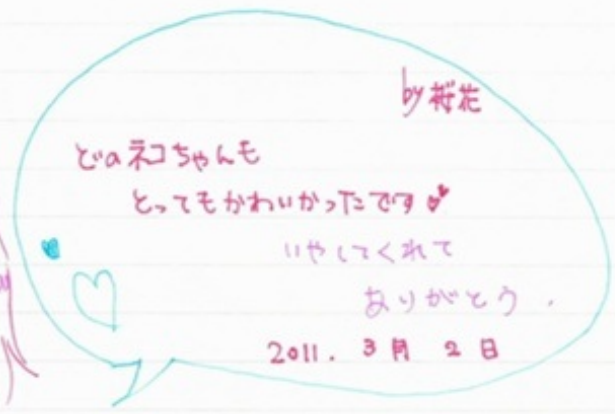 by 桜花
どのネコちゃんも
とってもかわいかったです
いやしてくれて
ありがとう.
2011. 3月 2日